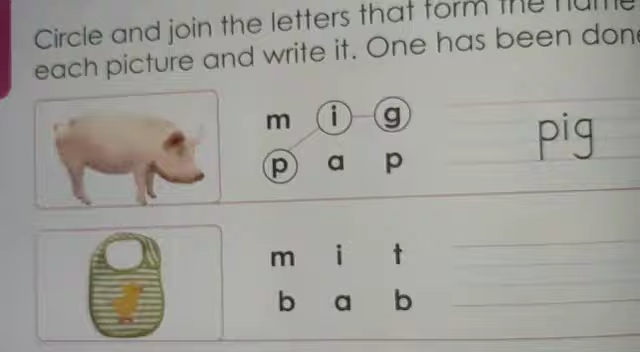 Circle and join the letters that form the name
each picture and write it. One has been done
m i g
p a p
pig
m i t
b a b